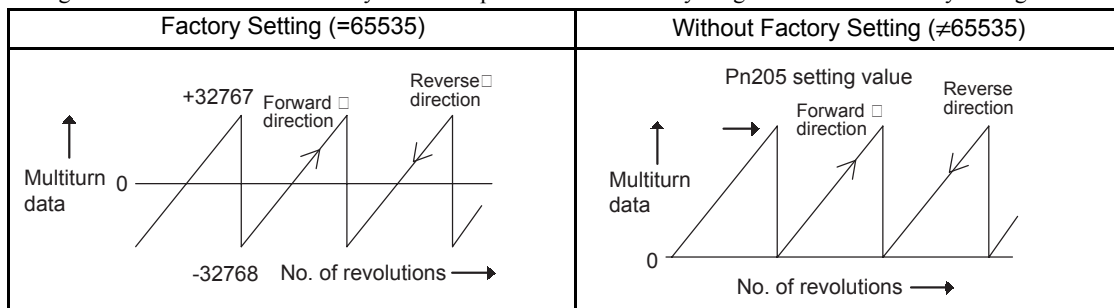 Factory Setting (=65535)
Without Factory Setting (≠65535)
+32767
Forward □
direction
Reverse□
direction
Multiturn
data
0
-32768
No. of revolutions
Pn205 setting value
Forward □
direction
Reverse
direction
Multiturn
data
0
No. of revolutions